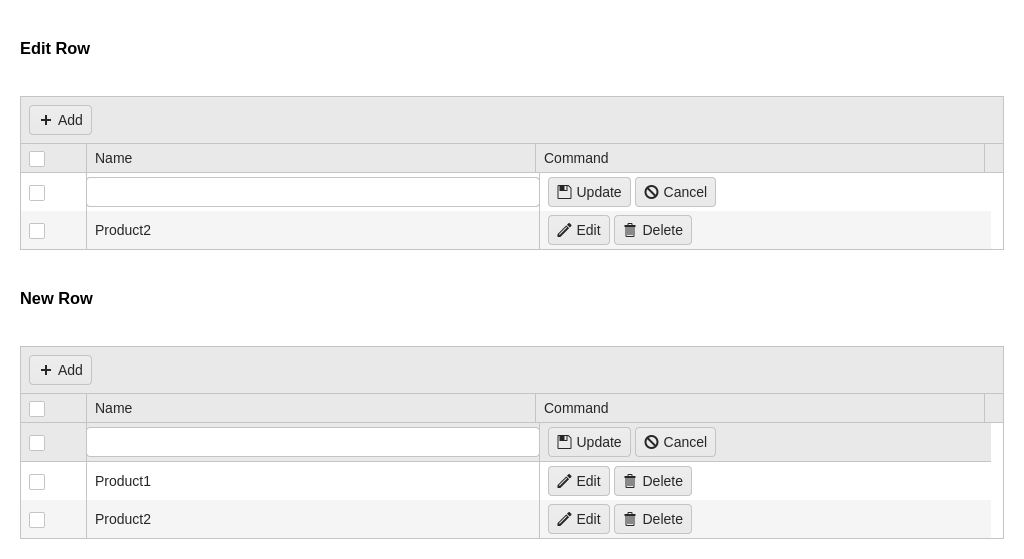 Edit Row
Add
Name Command
Update Cancel
Product2 Edit Delete
New Row
Add
Name Command
Update Cancel
Product1 Edit Delete
Product2 Edit Delete